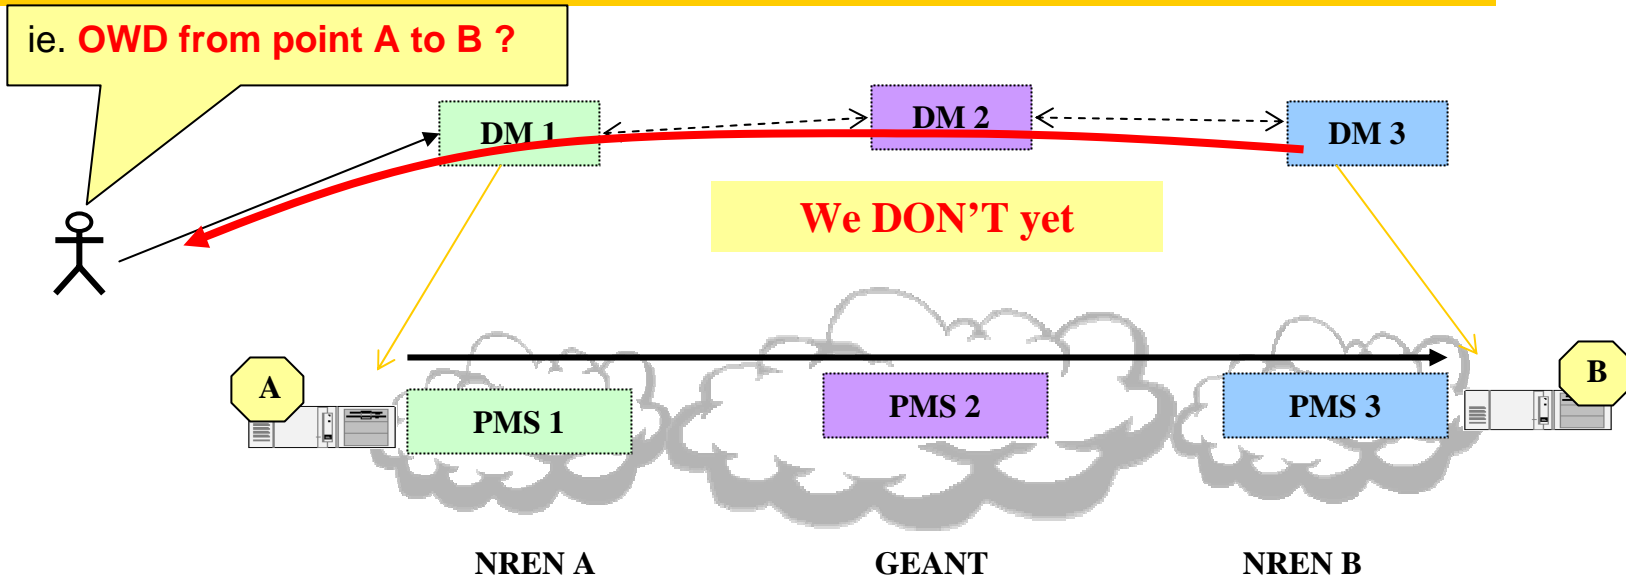 ie. OWD from point A to B ?
DM 1
DM 2
DM 3
We DON’T yet
A
B
PMS 1
PMS 2
PMS 3
NREN A
GEANT
NREN B